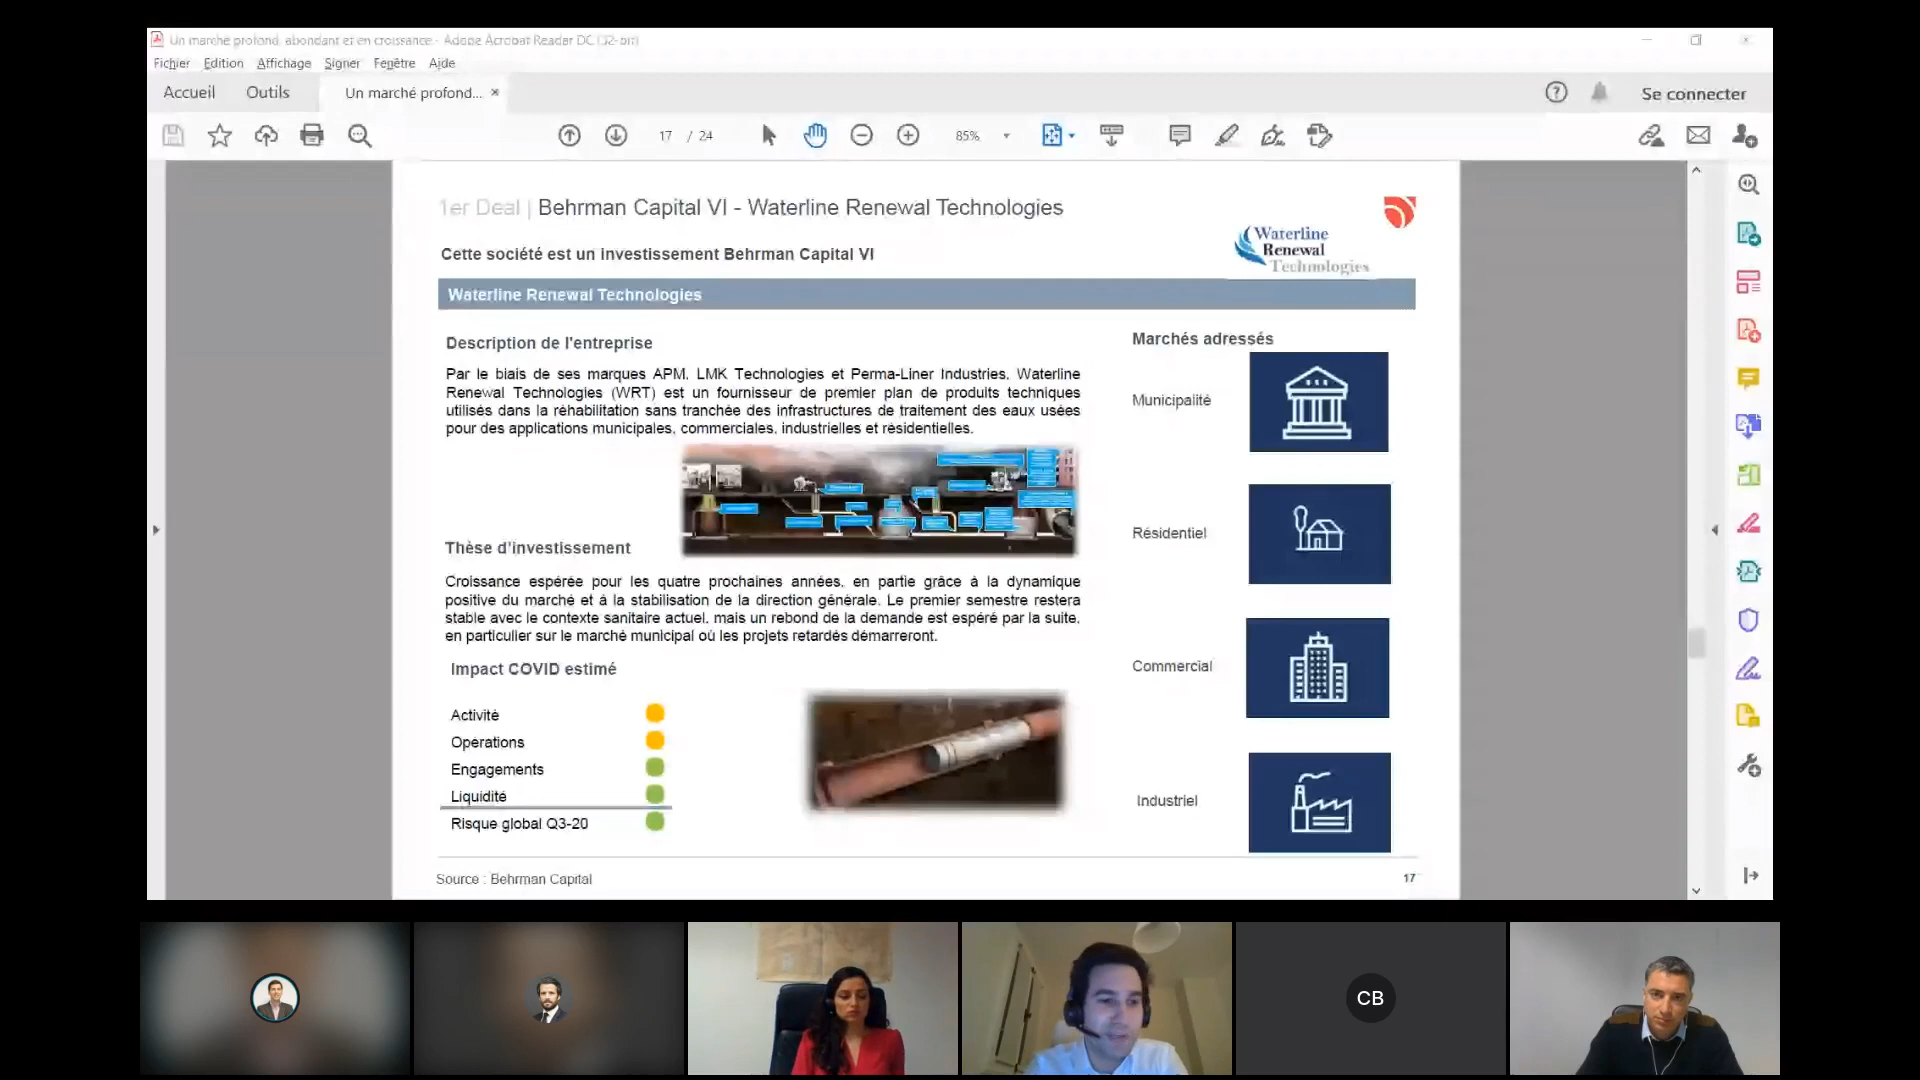 Un marché profond, abondant et en croissance.- Adobe Acrobat Reader DC (32-bit)
Fichier Edition Affichage Signer Fenêtre Aide
Accueil Outils Un marché profond... × Se connecter
17 / 24 85%
1er Deal | Behrman Capital VI - Waterline Renewal Technologies
Waterline
Renewal
Technologies
Cette société est un investissement Behrman Capital VI
Waterline Renewal Technologies
Description de l'entreprise
Par le biais de ses marques APM, LMK Technologies et Perma-Liner Industries, Waterline
Renewal Technologies (WRT) est un fournisseur de premier plan de produits techniques
utilisés dans la réhabilitation sans tranchée des infrastructures de traitement des eaux usées
pour des applications municipales, commerciales, industrielles et résidentielles.
Thèse d'investissement
Croissance espérée pour les quatre prochaines années, en partie grâce à la dynamique
positive du marché et à la stabilisation de la direction générale. Le premier semestre restera
stable avec le contexte sanitaire actuel, mais un rebond de la demande est espéré par la suite,
en particulier sur le marché municipal où les projets retardés démarreront.
Impact COVID estimé
Activité
Opérations
Engagements
Liquidité
Risque global Q3-20
Marchés adressés
Municipalité
Résidentiel
Commercial
Industriel
Source : Behrman Capital
17
CB